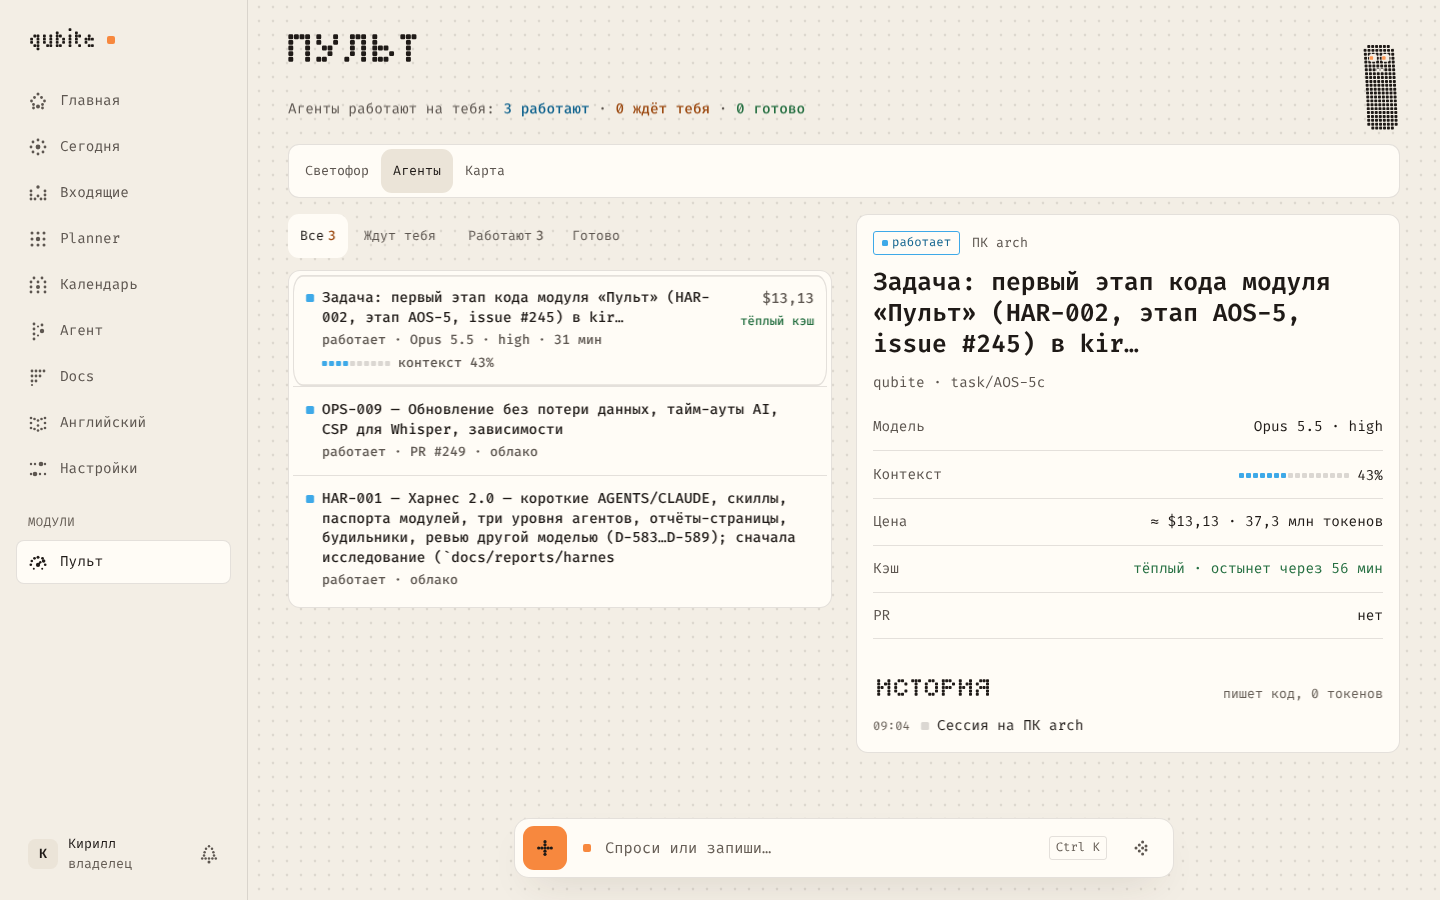 qubite
Главная
Сегодня
Входящие
Planner
Календарь
Агент
Docs
Английский
Настройки
МОДУЛИ
Пульт
К
Кирилл
владелец
ПУЛЬТ
Агенты работают на тебя: 3 работают · 0 ждёт тебя · 0 готово
Светофор Агенты Карта
Все 3 Ждут тебя Работают 3 Готово
Задача: первый этап кода модуля «Пульт» (HAR-
002, этап AOS-5, issue #245) в kir…
$13,13
тёплый кэш
работает · Opus 5.5 · high · 31 мин
контекст 43%
OPS-009 — Обновление без потери данных, тайм-ауты AI,
CSP для Whisper, зависимости
работает · PR #249 · облако
HAR-001 — Харнес 2.0 — короткие AGENTS/CLAUDE, скиллы,
паспорта модулей, три уровня агентов, отчёты-страницы,
будильники, ревью другой моделью (D-583…D-589); сначала
исследование (`docs/reports/harnes
работает · облако
работает ПК arch
Задача: первый этап кода модуля
«Пульт» (HAR-002, этап AOS-5,
issue #245) в kir…
qubite · task/AOS-5c
Модель Opus 5.5 · high
Контекст 43%
Цена ≈ $13,13 · 37,3 млн токенов
Кэш тёплый · остынет через 56 мин
PR нет
ИСТОРИЯ пишет код, 0 токенов
09:04 Сессия на ПК arch
Спроси или запиши… Ctrl K